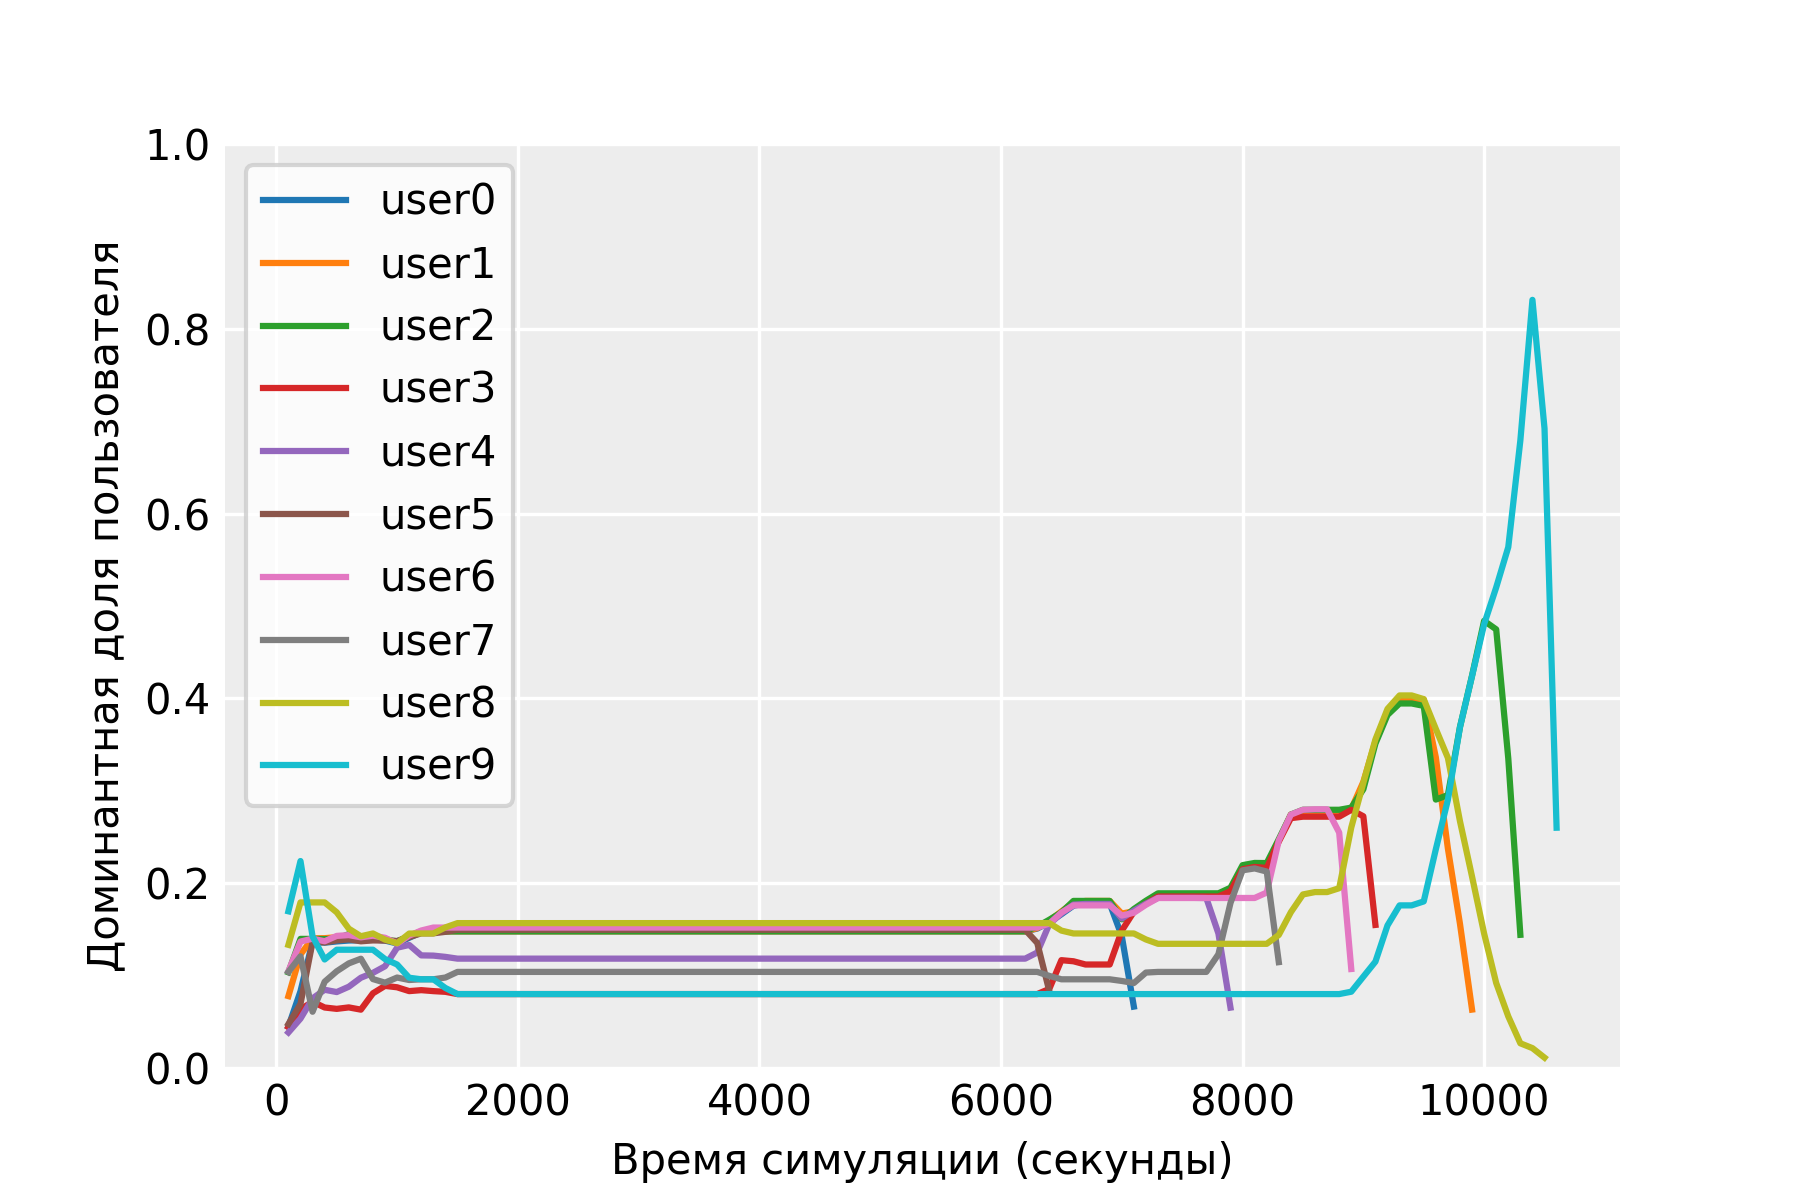 Доминантная доля пользователя
1.0
0.8
0.6
0.4
0.2
0.0
user0
user1
user2
user3
user4
user5
user6
user7
user8
user9
0 2000 4000 6000 8000 10000
Время симуляции (секунды)